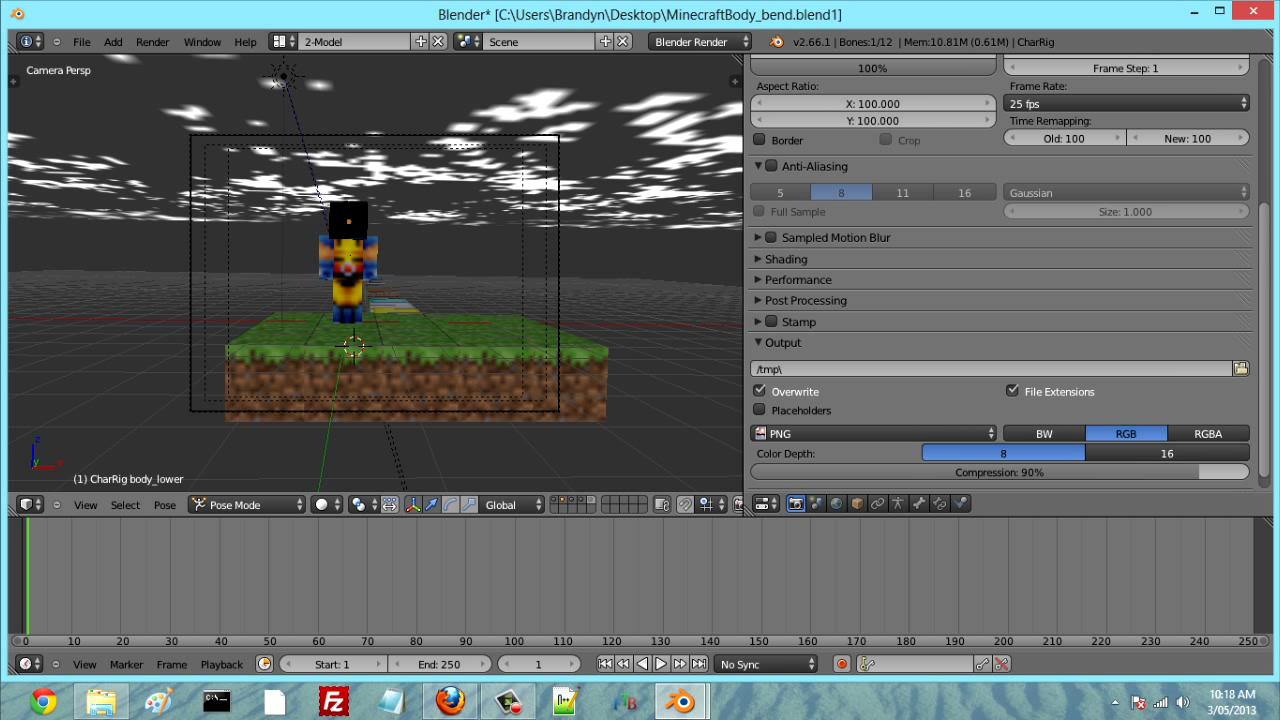 Blender* [C:\Users\Brandyn\Desktop\MinecraftBody_bend.blend1]
File Add Render Window Help 2-Model Scene Blender Render v2.66.1 | Bones:1/12 | Mem:10.81M (0.61M) | CharRig
Camera Persp
100%
Frame Step: 1
Aspect Ratio:
Frame Rate:
X: 100.000
25 fps
Y: 100.000
Time Remapping:
Border
Crop
Old: 100
New: 100
Anti-Aliasing
5 8 11 16
Gaussian
Full Sample
Size: 1.000
Sampled Motion Blur
Shading
Performance
Post Processing
Stamp
Output
/tmp\
Overwrite
File Extensions
Placeholders
PNG
BW RGB RGBA
Color Depth:
8 16
Compression: 90%
z
y
x
(1) CharRig body_lower
View Select Pose Pose Mode Global
0 10 20 30 40 50 60 70 80 90 100 110 120 130 140 150 160 170 180 190 200 210 220 230 240 250
View Marker Frame Playback Start: 1 End: 250 1 No Sync
10:18 AM
3/05/2013